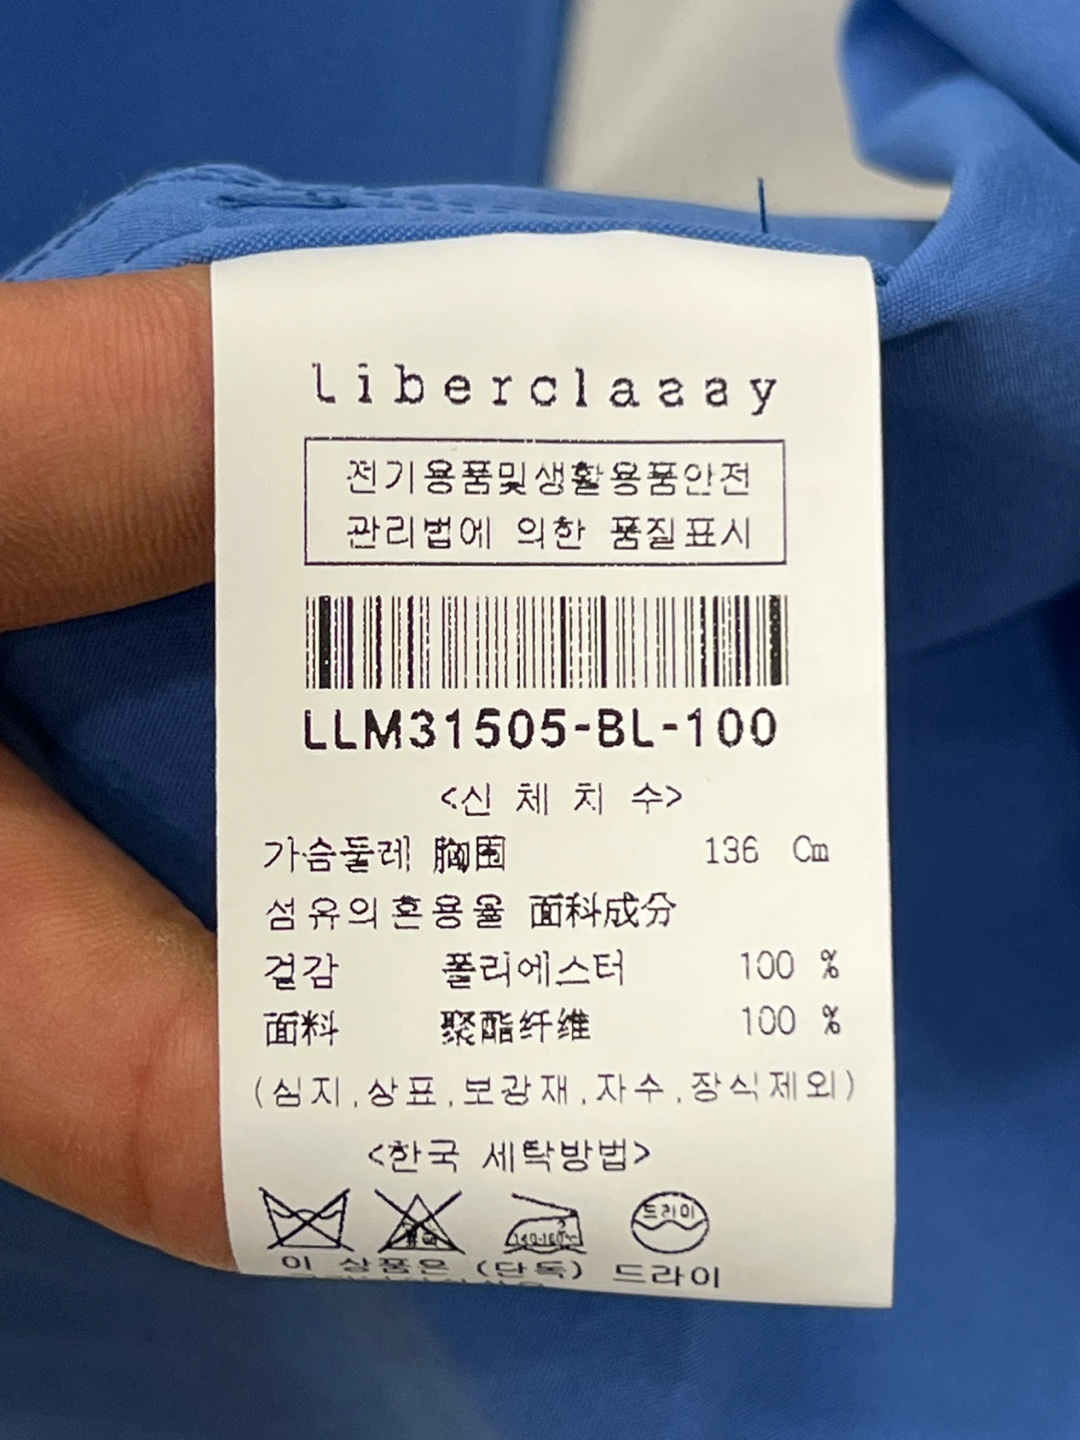 Liberclassy
전기용품및생활용품안전
관리법에 의한 품질표시
LLM31505-BL-100
<신 체 치 수>
가슴둘레 胸围 136 Cm
섬유의혼용율 面料成分
겉감 폴리에스터 100 %
面料 聚酯纤维 100 %
(심지,상표,보강재,자수,장식제외)
<한국 세탁방법>
140-160℃ 드라이
이 상품은 (단독) 드라이